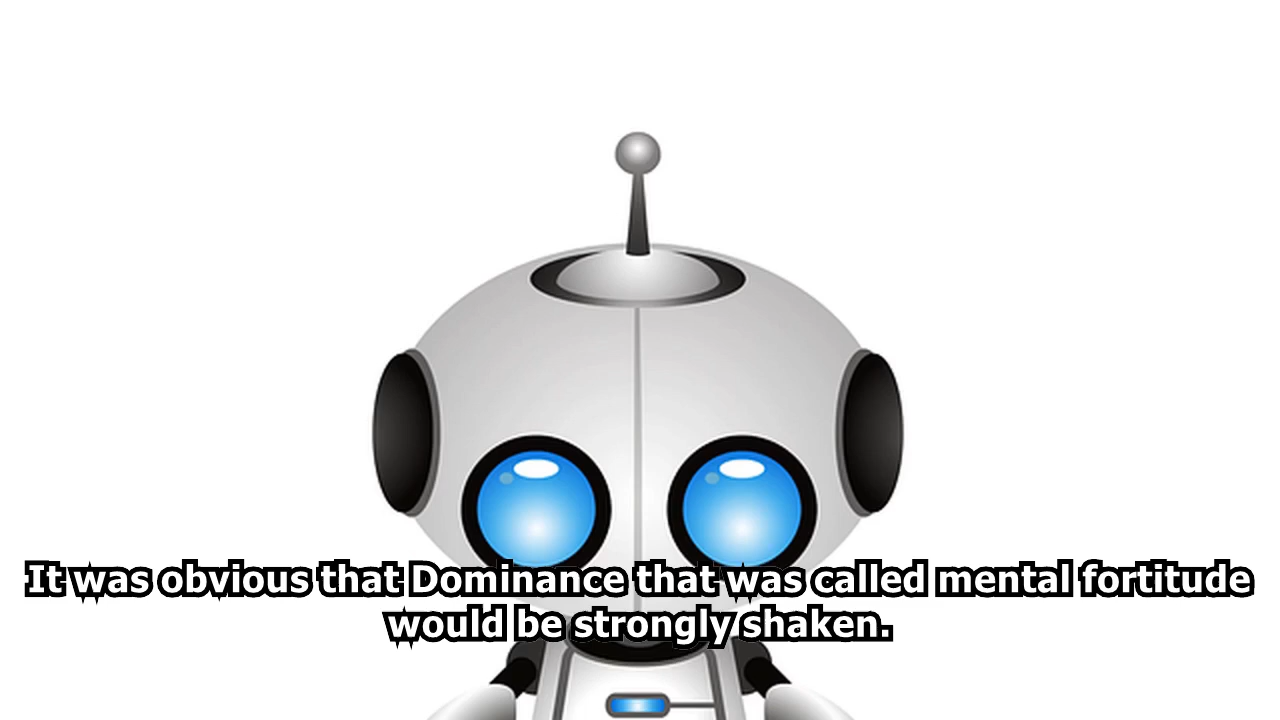 It was obvious that Dominance that was called mental fortitude
would be strongly shaken.